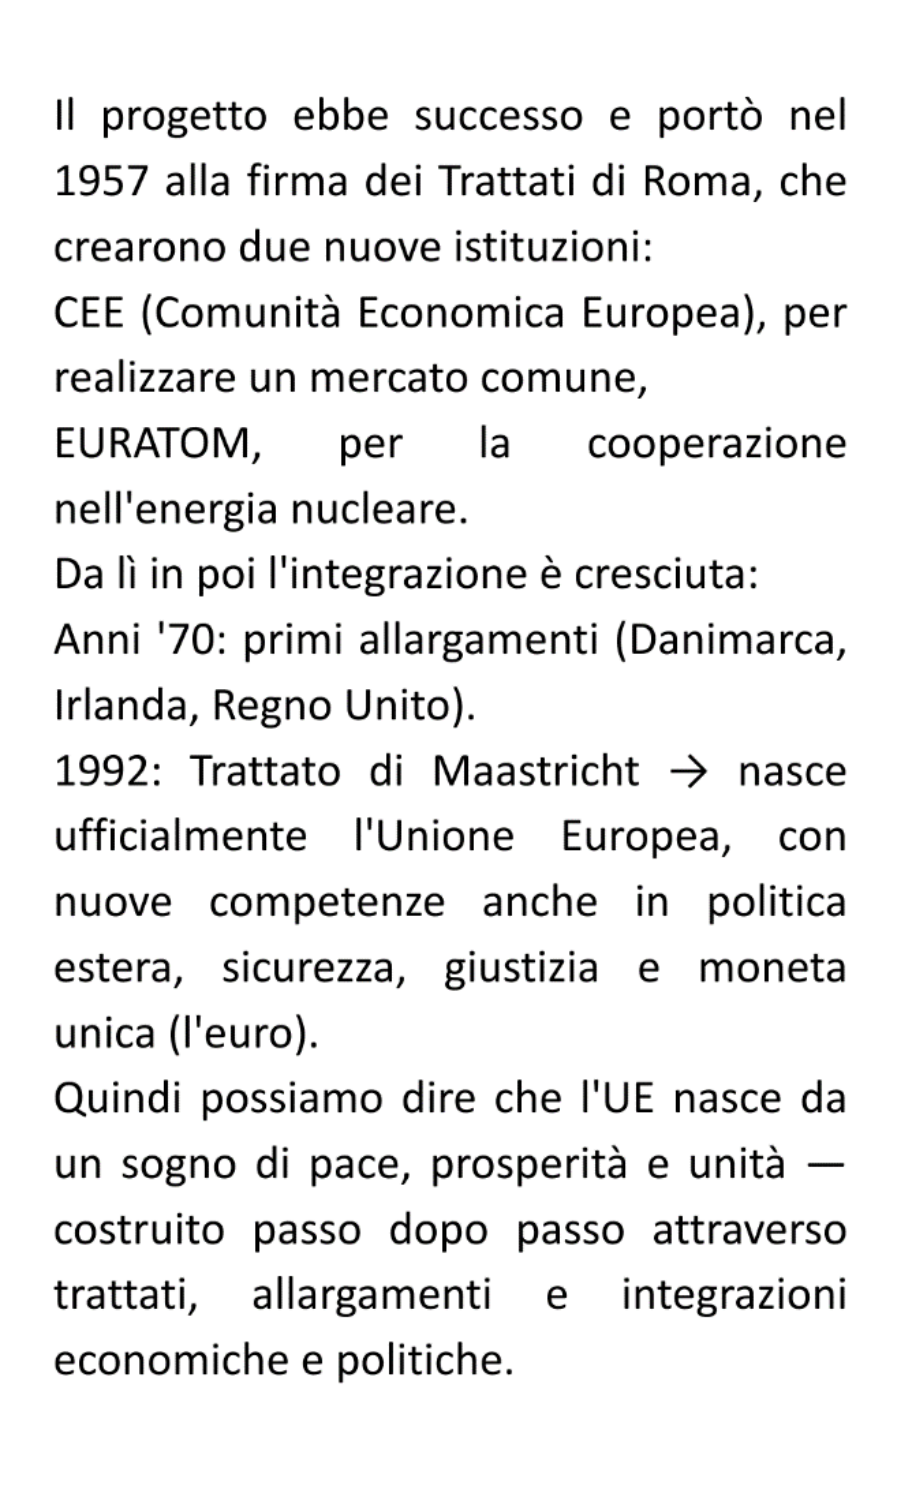 Il progetto ebbe successo e portò nel
1957 alla firma dei Trattati di Roma, che
crearono due nuove istituzioni:
CEE (Comunità Economica Europea), per
realizzare un mercato comune,
EURATOM, per la cooperazione
nell'energia nucleare.
Da lì in poi l'integrazione è cresciuta:
Anni '70: primi allargamenti (Danimarca,
Irlanda, Regno Unito).
1992: Trattato di Maastricht → nasce
ufficialmente l'Unione Europea, con
nuove competenze anche in politica
estera, sicurezza, giustizia e moneta
unica (l'euro).
Quindi possiamo dire che l'UE nasce da
un sogno di pace, prosperità e unità —
costruito passo dopo passo attraverso
trattati, allargamenti e integrazioni
economiche e politiche.